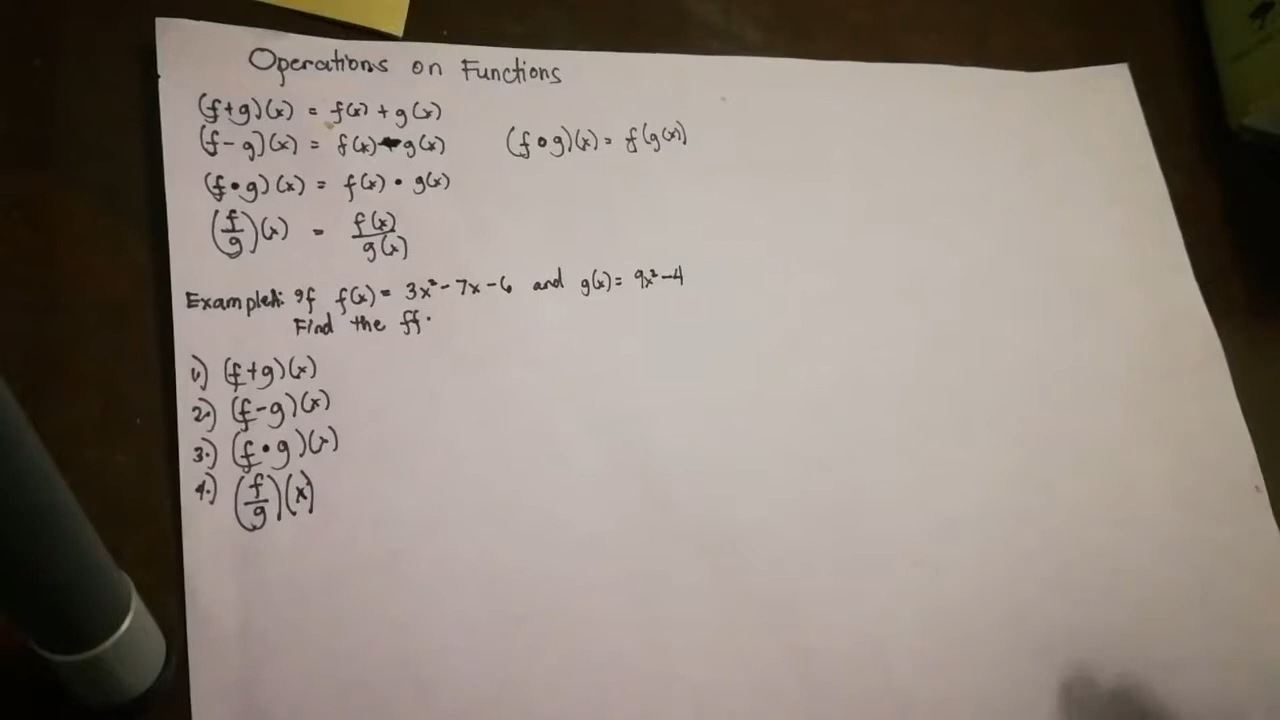 Operations on Functions
(f+g)(x) = f(x) + g(x)
(f-g)(x) = f(x) - g(x)
(f∘g)(x) = f(g(x))
(f•g)(x) = f(x) • g(x)
(f/g)(x) = f(x)/g(x)
Example: If f(x) = 3x² - 7x - 6 and g(x) = 9x² - 4
Find the ff.
1.) (f+g)(x)
2.) (f-g)(x)
3.) (f•g)(x)
4.) (f/g)(x)